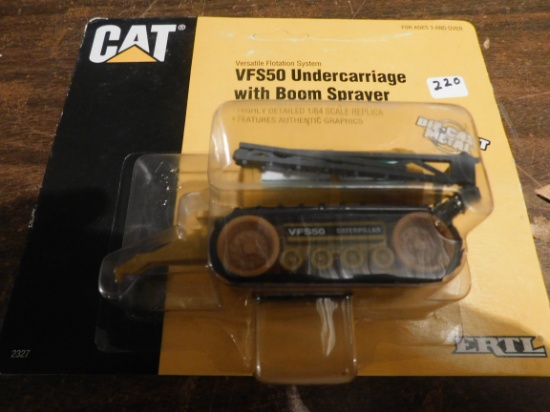 CAT®
FOR AGES 3 AND OVER
Versatile Flotation System
VFS50 Undercarriage
with Boom Sprayer
220
• HIGHLY DETAILED 1/64 SCALE REPLICA
• FEATURES AUTHENTIC GRAPHICS
DIE-CAST
METAL
VFS50 CATERPILLAR
2327
ERTL